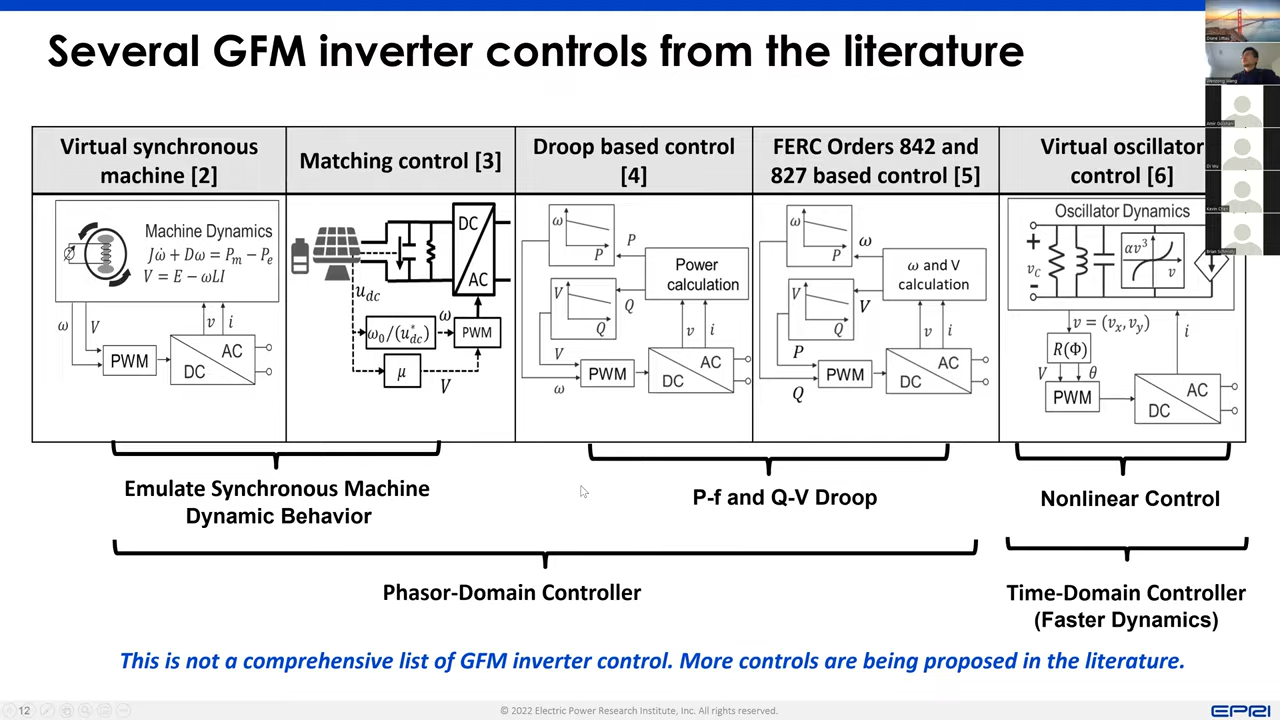 Several GFM inverter controls from the literature
Virtual synchronous
machine [2]
Matching control [3]
Droop based control
[4]
FERC Orders 842 and
827 based control [5]
Virtual oscillator
control [6]
Machine Dynamics
Jω̇ + Dω = Pₘ − Pₑ
V = E − ωLI
ω
V
v
i
PWM
AC
DC
DC
AC
u_dc
ω₀/(u*_dc)
ω
PWM
μ
V
ω
P
P
Power
calculation
V
Q
Q
v
i
V
ω
PWM
AC
DC
ω
P
ω
ω and V
calculation
V
Q
V
v
i
P
Q
PWM
AC
DC
Oscillator Dynamics
+
v_C
-
αv³
v
v = (vₓ, v_y)
i
R(Φ)
V
θ
PWM
AC
DC
Emulate Synchronous Machine
Dynamic Behavior
P-f and Q-V Droop
Nonlinear Control
Phasor-Domain Controller
Time-Domain Controller
(Faster Dynamics)
This is not a comprehensive list of GFM inverter control. More controls are being proposed in the literature.
12
© 2022 Electric Power Research Institute, Inc. All rights reserved.
EPRI